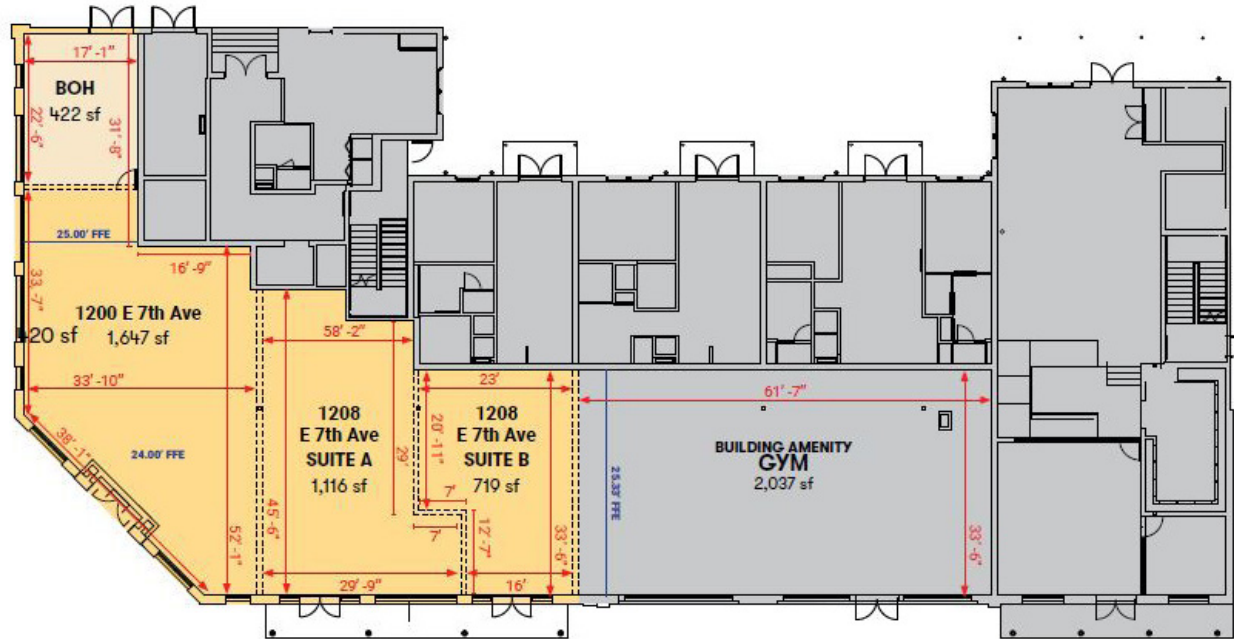 17'-1"
BOH
422 sf
22'-6"
31'-8"
25.00' FFE
16'-9"
33'-7"
1200 E 7th Ave
1,647 sf
420 sf
58'-2"
33'-10"
1208
E 7th Ave
SUITE A
1,116 sf
23'
20'-11"
1208
E 7th Ave
SUITE B
719 sf
61'-7"
BUILDING AMENITY
GYM
2,037 sf
38'-1"
24.00' FFE
29'
25.33' FFE
7'
7'
45'-6"
52'-1"
12'-7"
33'-6"
33'-6"
29'-9"
16'